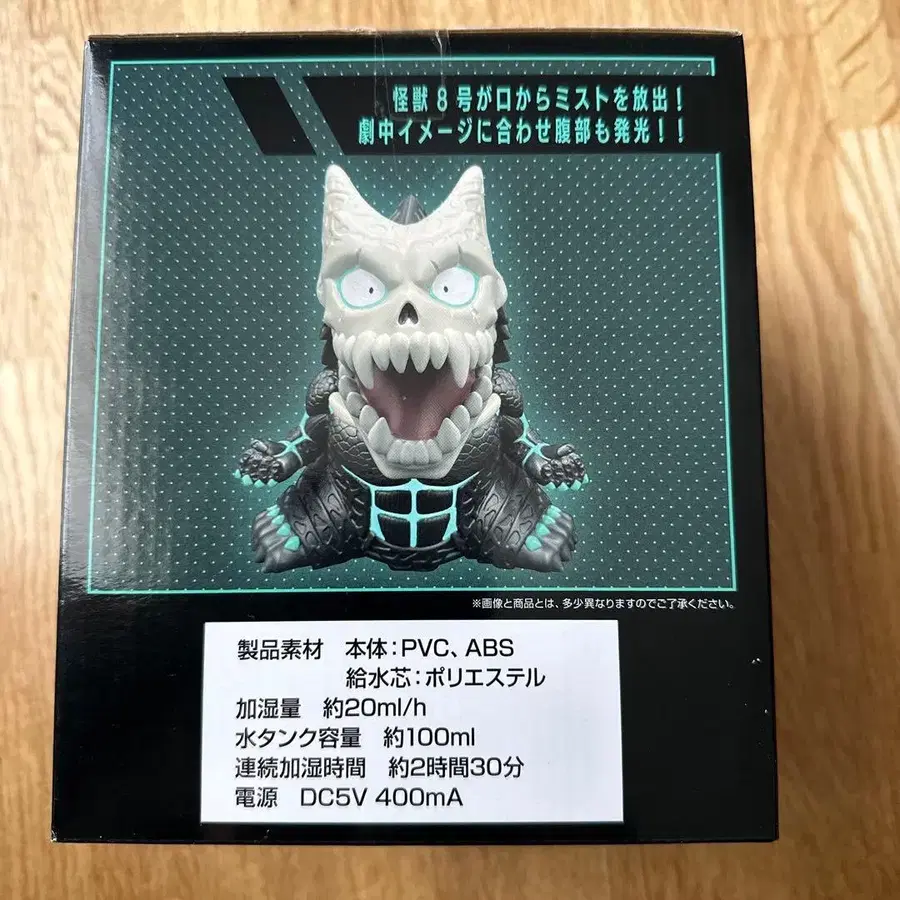 怪獣8号が口からミストを放出！
劇中イメージに合わせ腹部も発光！！
※画像と商品とは、多少異なりますのでご了承ください。
製品素材 本体：PVC、ABS
給水芯：ポリエステル
加湿量 約20ml/h
水タンク容量 約100ml
連続加湿時間 約2時間30分
電源 DC5V 400mA